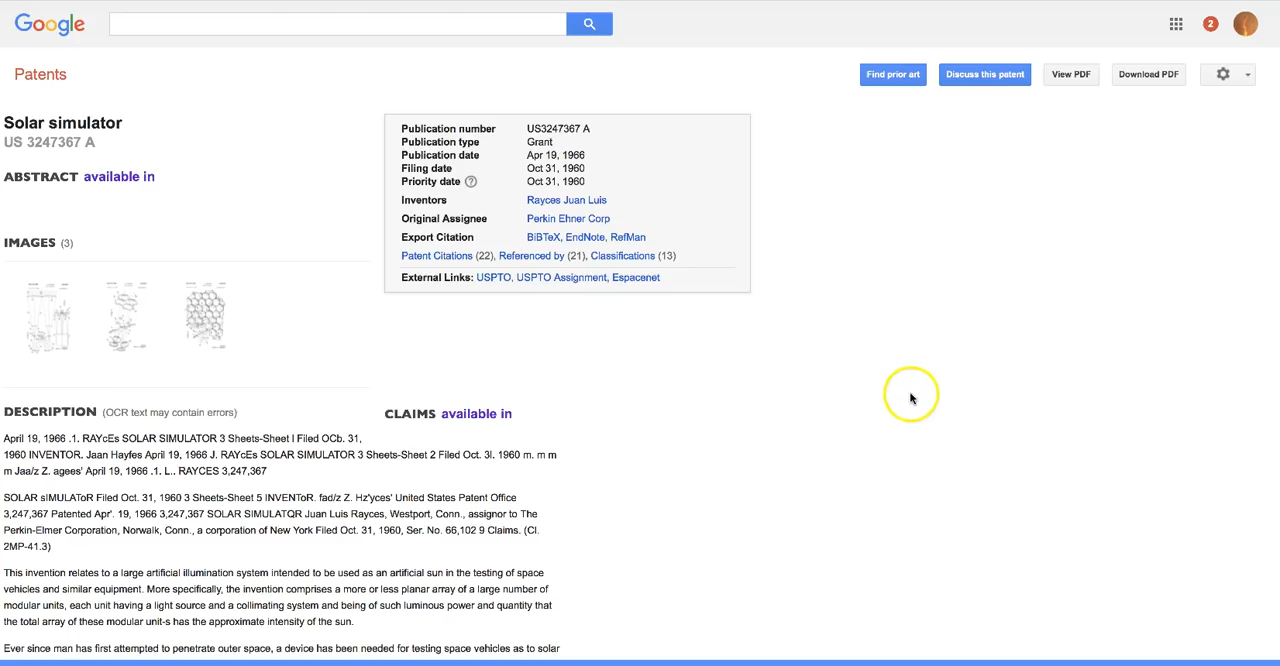 Google
2
Patents
Find prior art
Discuss this patent
View PDF
Download PDF
Solar simulator
US 3247367 A
ABSTRACT available in
IMAGES (3)
Publication number US3247367 A
Publication type Grant
Publication date Apr 19, 1966
Filing date Oct 31, 1960
Priority date ? Oct 31, 1960
Inventors Rayces Juan Luis
Original Assignee Perkin Ehner Corp
Export Citation BiBTeX, EndNote, RefMan
Patent Citations (22), Referenced by (21), Classifications (13)
External Links: USPTO, USPTO Assignment, Espacenet
DESCRIPTION (OCR text may contain errors)
April 19, 1966 .1. RAYcEs SOLAR SIMULATOR 3 Sheets-Sheet l Filed OCb. 31,
1960 INVENTOR. Jaan Hayfes April 19, 1966 J. RAYcEs SOLAR SIMULATOR 3 Sheets-Sheet 2 Filed Oct. 3l. 1960 m. m m
m Jaa/z Z. agees' April 19, 1966 .1. L.. RAYCES 3,247,367
SOLAR sIMULAToR Filed Oct. 31, 1960 3 Sheets-Sheet 5 INVENToR. fad/z Z. Hz'yces' United States Patent Office
3,247,367 Patented Apr'. 19, 1966 3,247,367 SOLAR SIMULATQR Juan Luis Rayces, Westport, Conn., assignor to The
Perkin-Elmer Corporation, Norwalk, Conn., a corporation of New York Filed Oct. 31, 1960, Ser. No. 66,102 9 Claims. (Cl.
2MP-41.3)
This invention relates to a large artificial illumination system intended to be used as an artificial sun in the testing of space
vehicles and similar equipment. More specifically, the invention comprises a more or less planar array of a large number of
modular units, each unit having a light source and a collimating system and being of such luminous power and quantity that
the total array of these modular unit-s has the approximate intensity of the sun.
Ever since man has first attempted to penetrate outer space, a device has been needed for testing space vehicles as to solar
CLAIMS available in